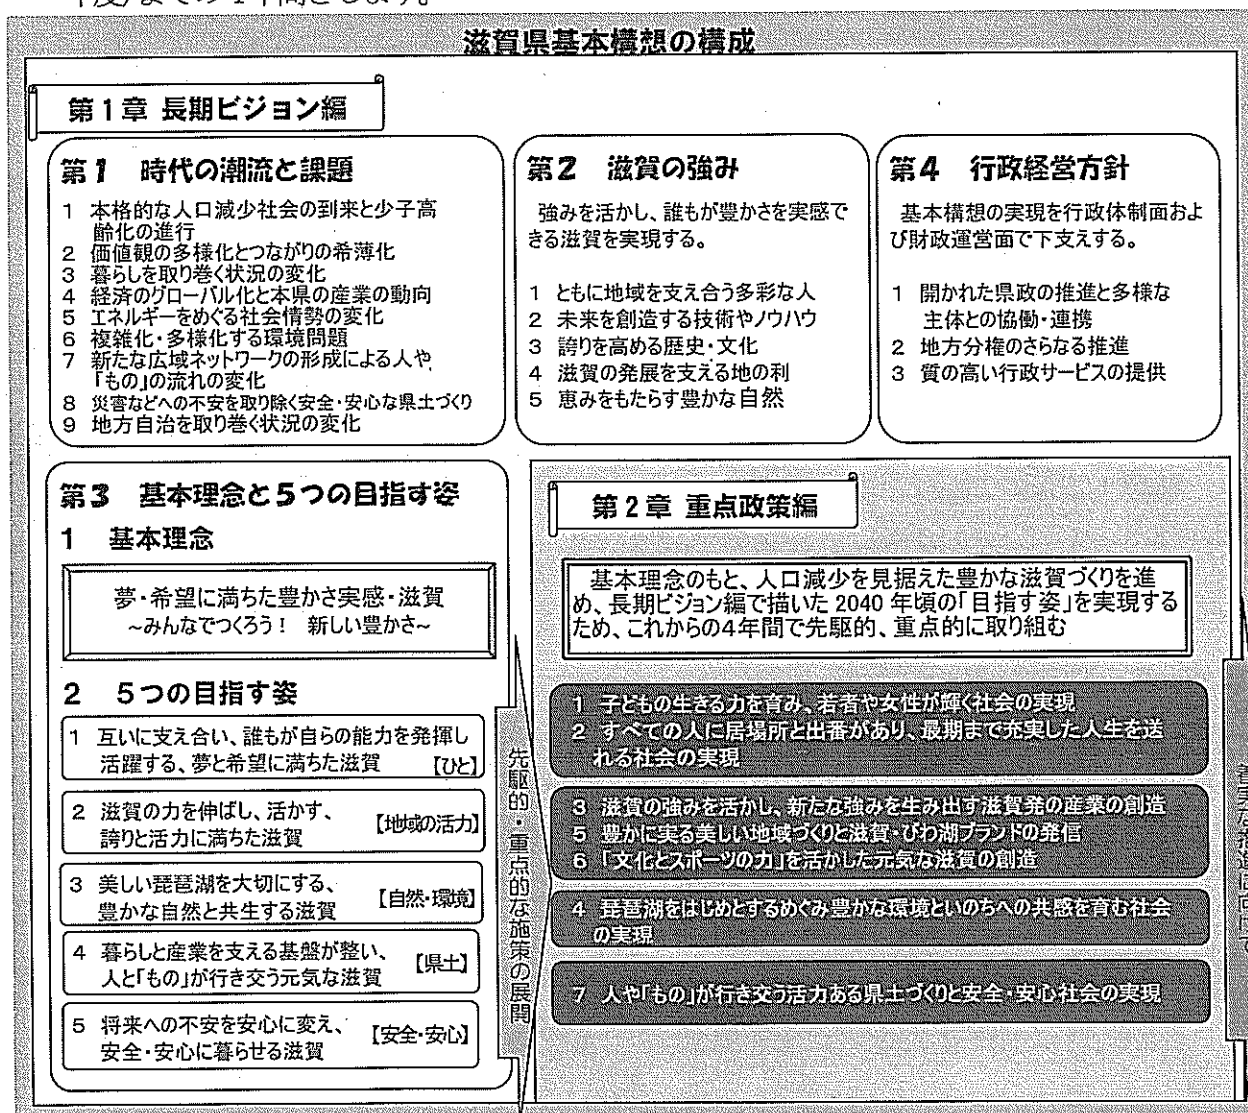 滋賀県基本構想の構成
第1章 長期ビジョン編
第1 時代の潮流と課題
1 本格的な人口減少社会の到来と少子高
齢化の進行
2 価値観の多様化とつながりの希薄化
3 暮らしを取り巻く状況の変化
4 経済のグローバル化と本県の産業の動向
5 エネルギーをめぐる社会情勢の変化
6 複雑化・多様化する環境問題
7 新たな広域ネットワークの形成による人や
「もの」の流れの変化
8 災害などへの不安を取り除く安全・安心な県土づくり
9 地方自治を取り巻く状況の変化
第2 滋賀の強み
強みを活かし、誰もが豊かさを実感で
きる滋賀を実現する。
1 ともに地域を支え合う多彩な人
2 未来を創造する技術やノウハウ
3 誇りを高める歴史・文化
4 滋賀の発展を支える地の利
5 恵みをもたらす豊かな自然
第4 行政経営方針
基本構想の実現を行政体制面およ
び財政運営面で下支えする。
1 開かれた県政の推進と多様な
主体との協働・連携
2 地方分権のさらなる推進
3 質の高い行政サービスの提供
第3 基本理念と5つの目指す姿
1 基本理念
夢・希望に満ちた豊かさ実感・滋賀
~みんなでつくろう! 新しい豊かさ~
2 5つの目指す姿
1 互いに支え合い、誰もが自らの能力を発揮し
活躍する、夢と希望に満ちた滋賀 【ひと】
2 滋賀の力を伸ばし、活かす、
誇りと活力に満ちた滋賀 【地域の活力】
3 美しい琵琶湖を大切にする、
豊かな自然と共生する滋賀 【自然・環境】
4 暮らしと産業を支える基盤が整い、
人と「もの」が行き交う元気な滋賀 【県土】
5 将来への不安を安心に変え、
安全・安心に暮らせる滋賀 【安全・安心】
先駆的・重点的な施策の展開
第2章 重点政策編
基本理念のもと、人口減少を見据えた豊かな滋賀づくりを進
め、長期ビジョン編で描いた 2040 年頃の「目指す姿」を実現する
ため、これからの4年間で先駆的、重点的に取り組む
1 子どもの生きる力を育み、若者や女性が輝く社会の実現
2 すべての人に居場所と出番があり、最期まで充実した人生を送
れる社会の実現
3 滋賀の強みを活かし、新たな強みを生み出す滋賀発の産業の創造
5 豊かに実る美しい地域づくりと滋賀・びわ湖ブランドの発信
6 「文化とスポーツの力」を活かした元気な滋賀の創造
4 琵琶湖をはじめとするめぐみ豊かな環境といのちへの共感を育む社会
の実現
7 人や「もの」が行き交う活力ある県土づくりと安全・安心社会の実現